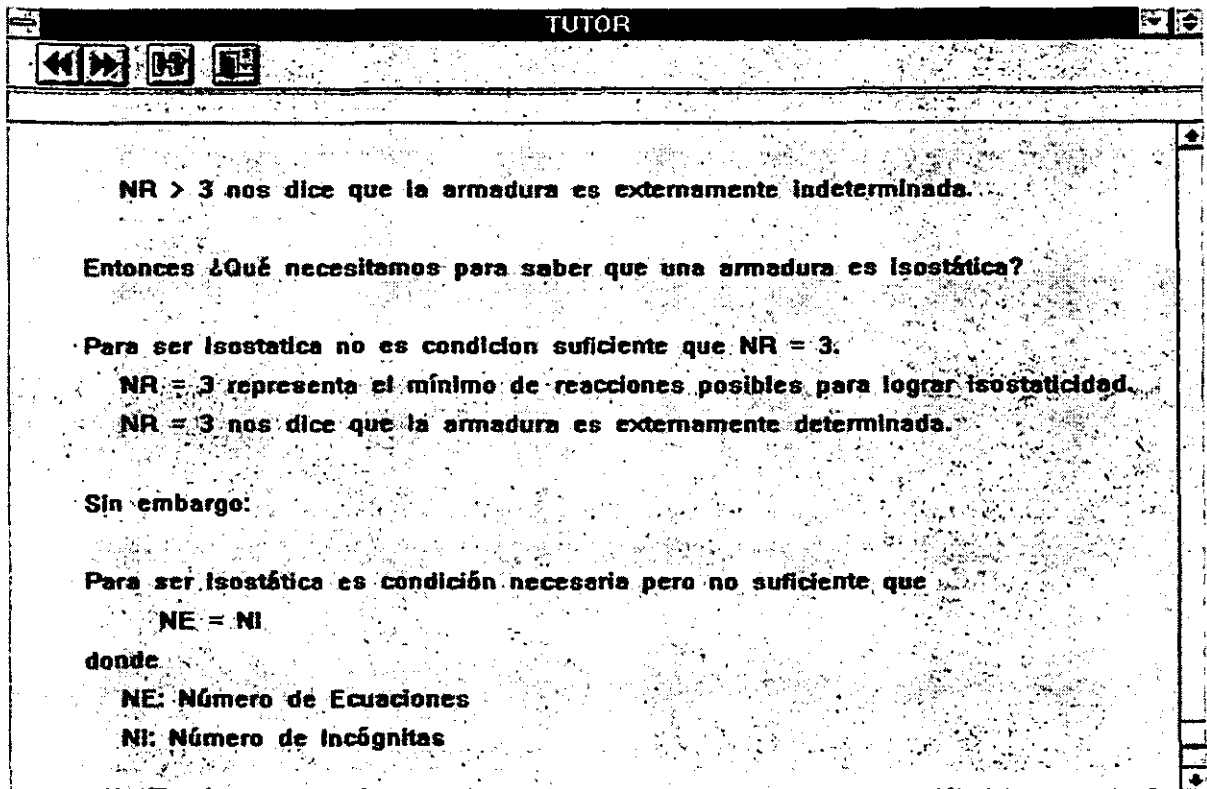 TUTOR
NR > 3 nos dice que la armadura es externamente indeterminada.
Entonces ¿Qué necesitamos para saber que una armadura es isostática?
Para ser isostatica no es condicion suficiente que NR = 3.
NR = 3 representa el mínimo de reacciones posibles para lograr isostaticidad.
NR = 3 nos dice que la armadura es externamente determinada.
Sin embargo:
Para ser isostática es condición necesaria pero no suficiente que
NE = NI
donde
NE: Número de Ecuaciones
NI: Número de Incógnitas